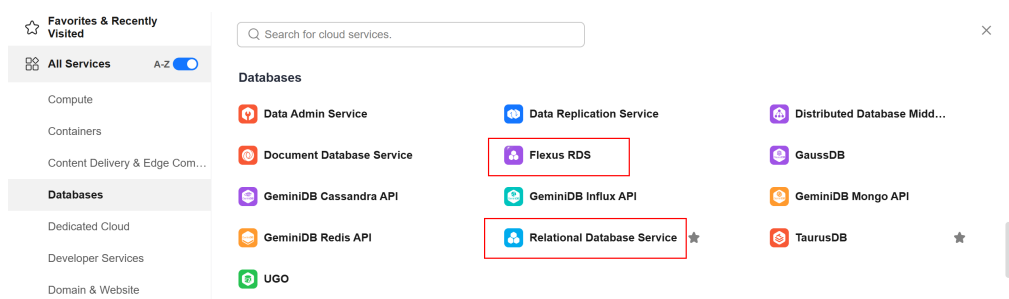 Favorites & Recently
Visited
All Services
A-Z
Compute
Containers
Content Delivery & Edge Com...
Databases
Dedicated Cloud
Developer Services
Domain & Website
Search for cloud services.
Databases
Data Admin Service
Data Replication Service
Distributed Database Midd...
Document Database Service
Flexus RDS
GaussDB
GeminiDB Cassandra API
GeminiDB Influx API
GeminiDB Mongo API
GeminiDB Redis API
Relational Database Service
TaurusDB
UGO